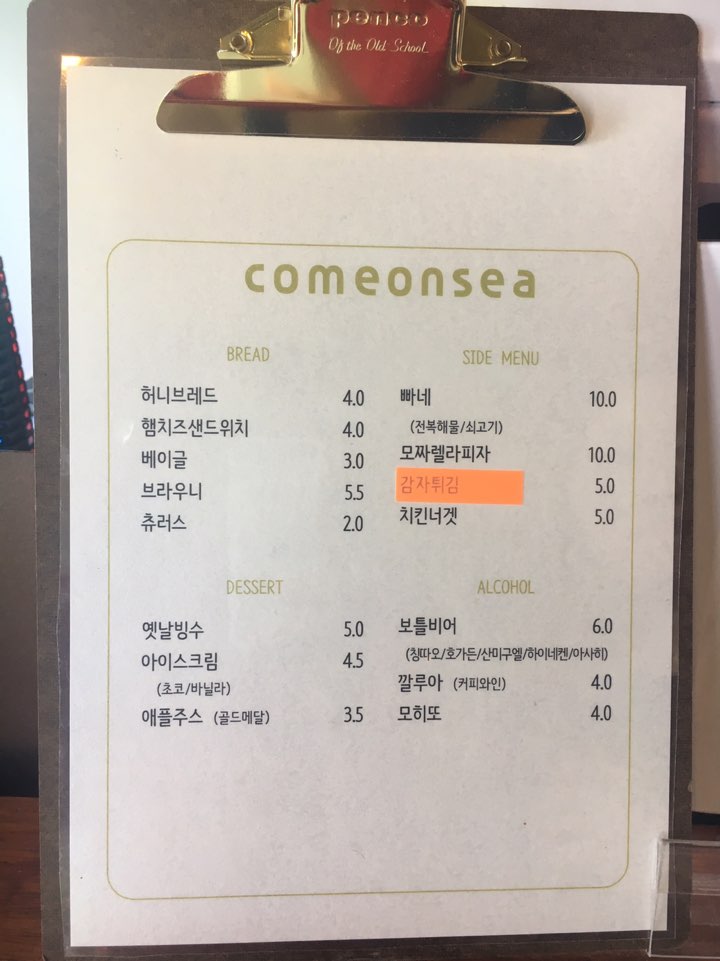 penco
Of the Old School
comeonsea
BREAD
허니브레드 4.0
햄치즈샌드위치 4.0
베이글 3.0
브라우니 5.5
츄러스 2.0
SIDE MENU
빠네 10.0
(전복해물/쇠고기)
모짜렐라피자 10.0
감자튀김 5.0
치킨너겟 5.0
DESSERT
옛날빙수 5.0
아이스크림 4.5
(초코/바닐라)
애플주스 (골드메달) 3.5
ALCOHOL
보틀비어 6.0
(칭따오/호가든/산미구엘/하이네켄/아사히)
깔루아 (커피와인) 4.0
모히또 4.0